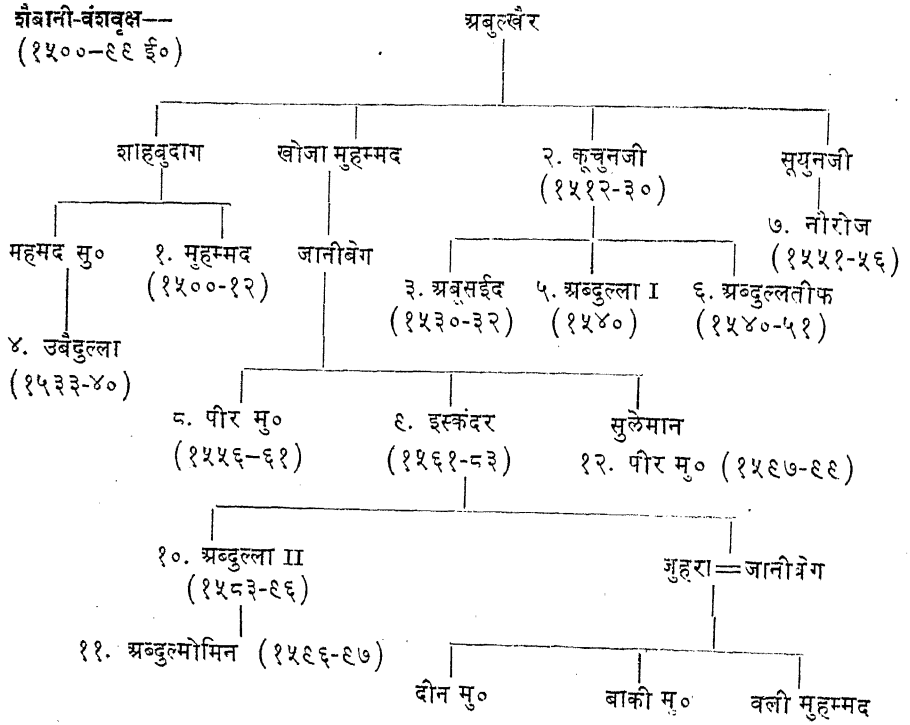 शैबानी-वंशवृक्ष—
(१५००-९९ ई०)
अबुल्खैर
शाहबुदाग खोजा मुहम्मद २. कूचुनजी सूयुनजी
(१५१२-३०)
७. नौरोज
(१५५१-५६)
महमद सु० १. मुहम्मद जानीबेग
(१५००-१२)
३. अबूसईद ५. अब्दुल्ला I ६. अब्दुल्लतीफ
(१५३०-३२) (१५४०) (१५४०-५१)
४. उबैदुल्ला
(१५३३-४०)
८. पीर मु० ९. इस्कंदर सुलेमान
(१५५६-६१) (१५६१-८३) १२. पीर मु० (१५९७-९९)
१०. अब्दुल्ला II जुहरा=जानीबेग
(१५८३-९६)
११. अब्दुल्मोमिन (१५९६-९७)
दीन मु० बाकी मु० वली मुहम्मद